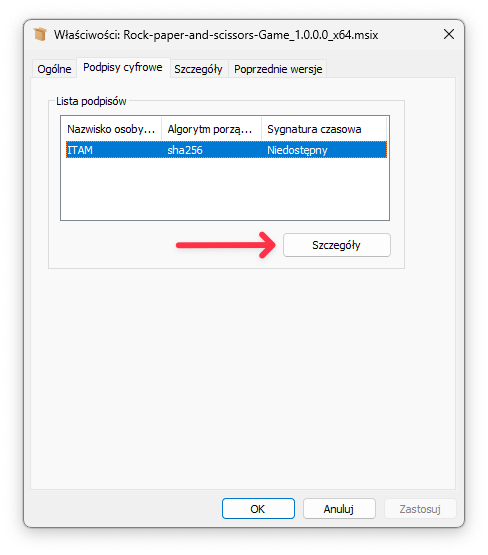 Właściwości: Rock-paper-and-scissors-Game_1.0.0.0_x64.msix
Ogólne Podpisy cyfrowe Szczegóły Poprzednie wersje
Lista podpisów
Nazwisko osoby... Algorytm porzą... Sygnatura czasowa
ITAM sha256 Niedostępny
Szczegóły
OK Anuluj Zastosuj